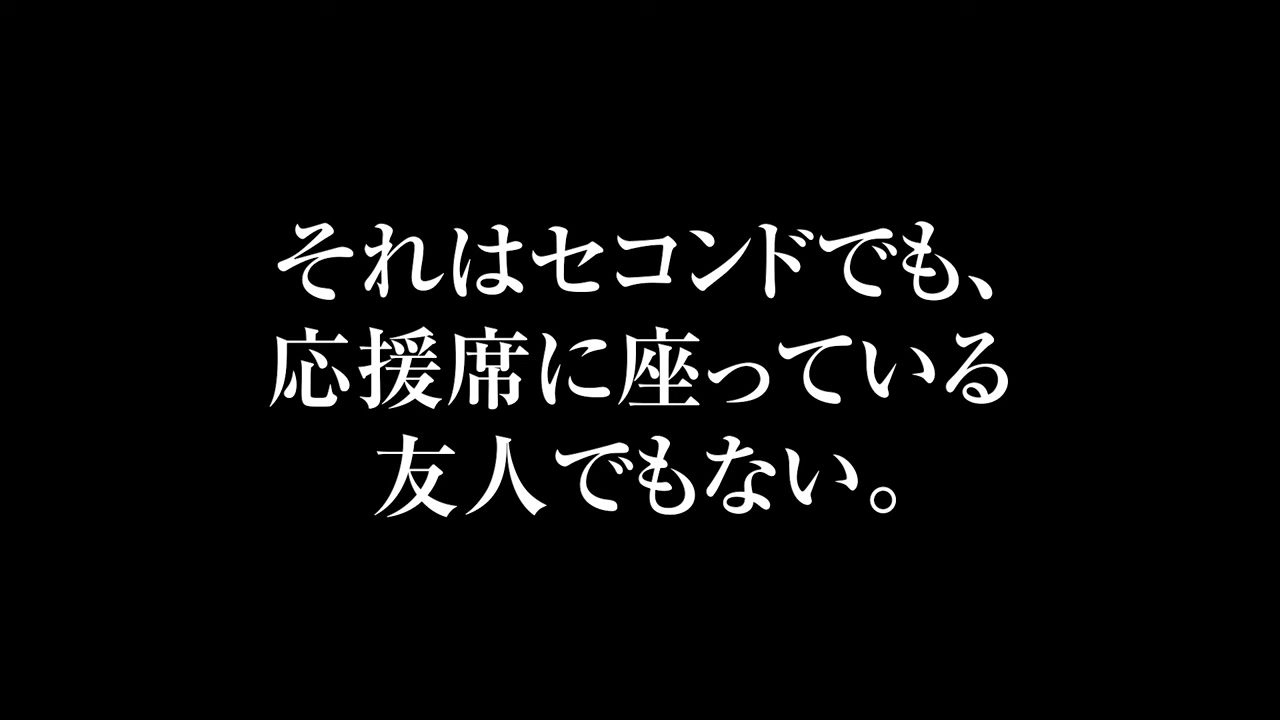 それはセコンドでも、
応援席に座っている
友人でもない。